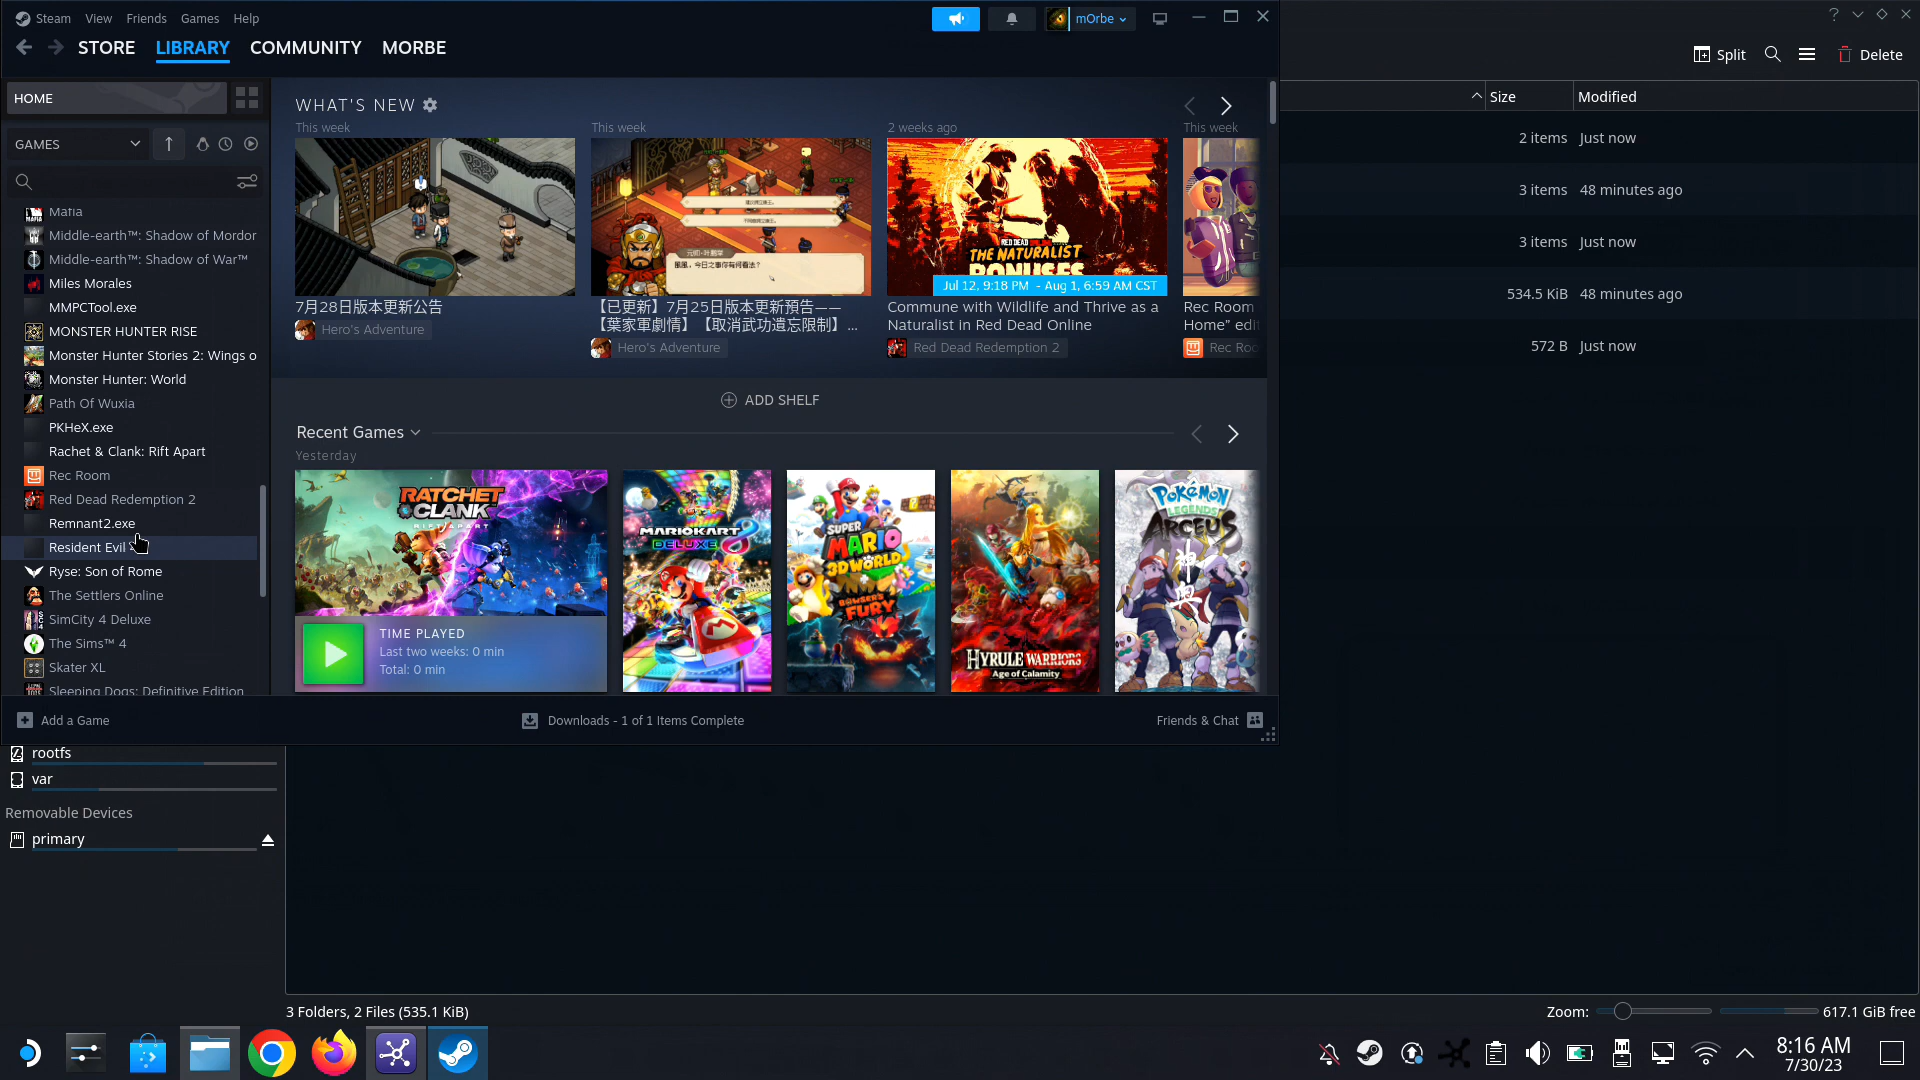 Steam View Friends Games Help
mOrbe
STORE LIBRARY COMMUNITY MORBE
Split
Delete
HOME
WHAT'S NEW
Size
Modified
GAMES
This week
This week
2 weeks ago
This week
2 items Just now
3 items 48 minutes ago
3 items Just now
534.5 KiB 48 minutes ago
572 B Just now
Mafia
Middle-earth™: Shadow of Mordor
Middle-earth™: Shadow of War™
Miles Morales
MMPCTool.exe
MONSTER HUNTER RISE
Monster Hunter Stories 2: Wings o
Monster Hunter: World
Path Of Wuxia
PKHeX.exe
Rachet & Clank: Rift Apart
Rec Room
Red Dead Redemption 2
Remnant2.exe
Resident Evil
Ryse: Son of Rome
The Settlers Online
SimCity 4 Deluxe
The Sims™ 4
Skater XL
Sleeping Dogs: Definitive Edition
RED DEAD
THE NATURALIST
BONUSES
Jul 12, 9:18 PM - Aug 1, 6:59 AM CST
7月28日版本更新公告
Hero's Adventure
【已更新】7月25日版本更新預告——
【葉家軍劇情】【取消武功遺忘限制】...
Hero's Adventure
Commune with Wildlife and Thrive as a
Naturalist in Red Dead Online
Red Dead Redemption 2
Rec Room
Home" edit
Rec Roo
ADD SHELF
Recent Games
Yesterday
RATCHET
& CLANK
RIFT APART
TIME PLAYED
Last two weeks: 0 min
Total: 0 min
MARIOKART 8
DELUXE
SUPER
MARIO
3D WORLD
BOWSER'S
FURY
HYRULE WARRIORS
Age of Calamity
Pokémon
LEGENDS
ARCEUS
Add a Game
Downloads - 1 of 1 Items Complete
Friends & Chat
rootfs
var
Removable Devices
primary
3 Folders, 2 Files (535.1 KiB)
Zoom:
617.1 GiB free
8:16 AM
7/30/23